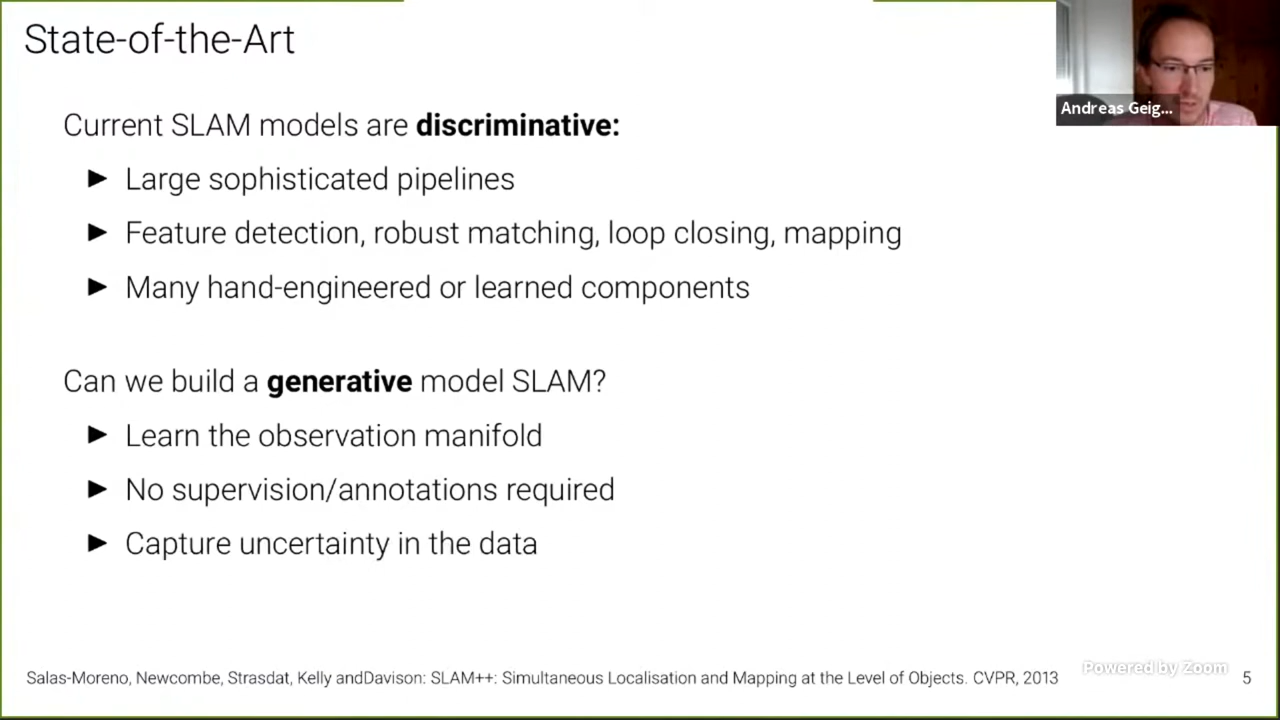 State-of-the-Art
Andreas Geig...
Current SLAM models are discriminative:
► Large sophisticated pipelines
► Feature detection, robust matching, loop closing, mapping
► Many hand-engineered or learned components
Can we build a generative model SLAM?
► Learn the observation manifold
► No supervision/annotations required
► Capture uncertainty in the data
Powered by Zoom
Salas-Moreno, Newcombe, Strasdat, Kelly andDavison: SLAM++: Simultaneous Localisation and Mapping at the Level of Objects. CVPR, 2013
5